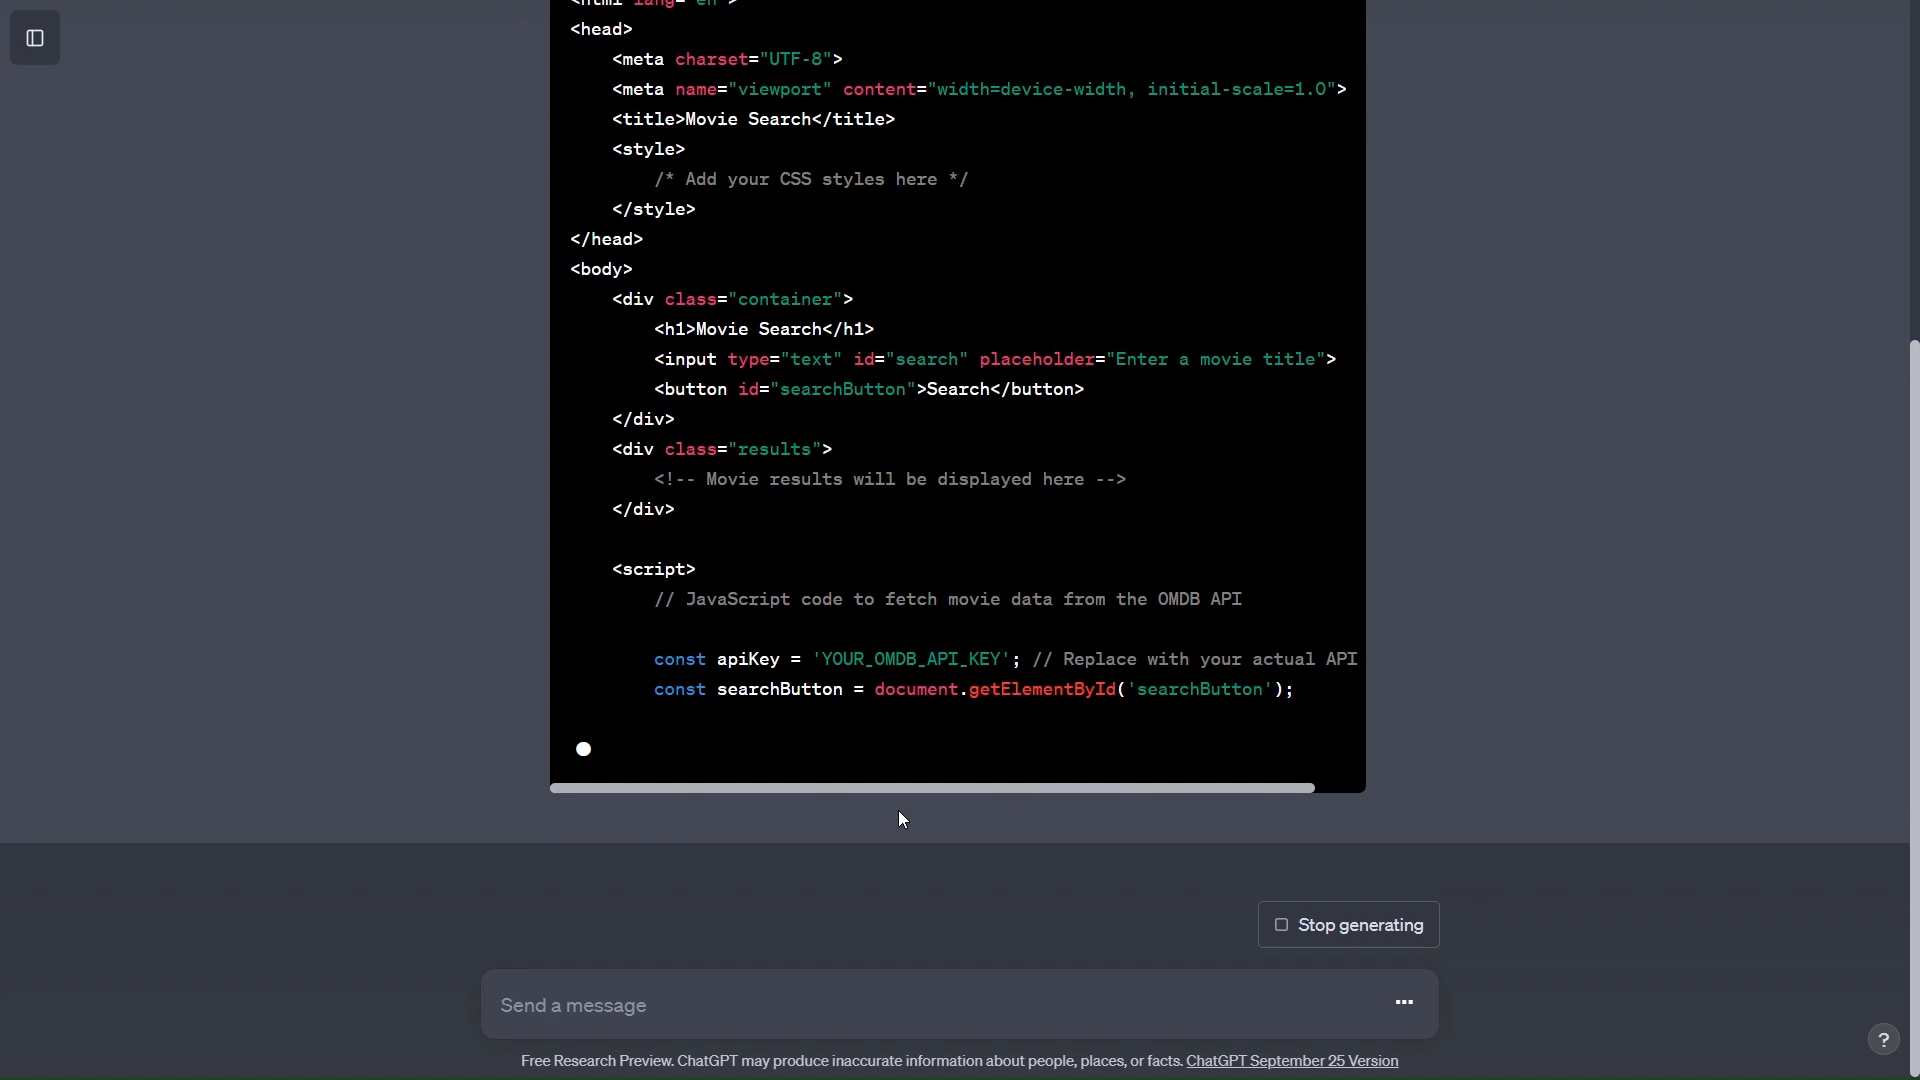 <html lang="en">
<head>
<meta charset="UTF-8">
<meta name="viewport" content="width=device-width, initial-scale=1.0">
<title>Movie Search</title>
<style>
/* Add your CSS styles here */
</style>
</head>
<body>
<div class="container">
<h1>Movie Search</h1>
<input type="text" id="search" placeholder="Enter a movie title">
<button id="searchButton">Search</button>
</div>
<div class="results">
<!-- Movie results will be displayed here -->
</div>
<script>
// JavaScript code to fetch movie data from the OMDB API
const apiKey = 'YOUR_OMDB_API_KEY'; // Replace with your actual API
const searchButton = document.getElementById('searchButton');
Stop generating
Send a message
?
Free Research Preview. ChatGPT may produce inaccurate information about people, places, or facts. ChatGPT September 25 Version